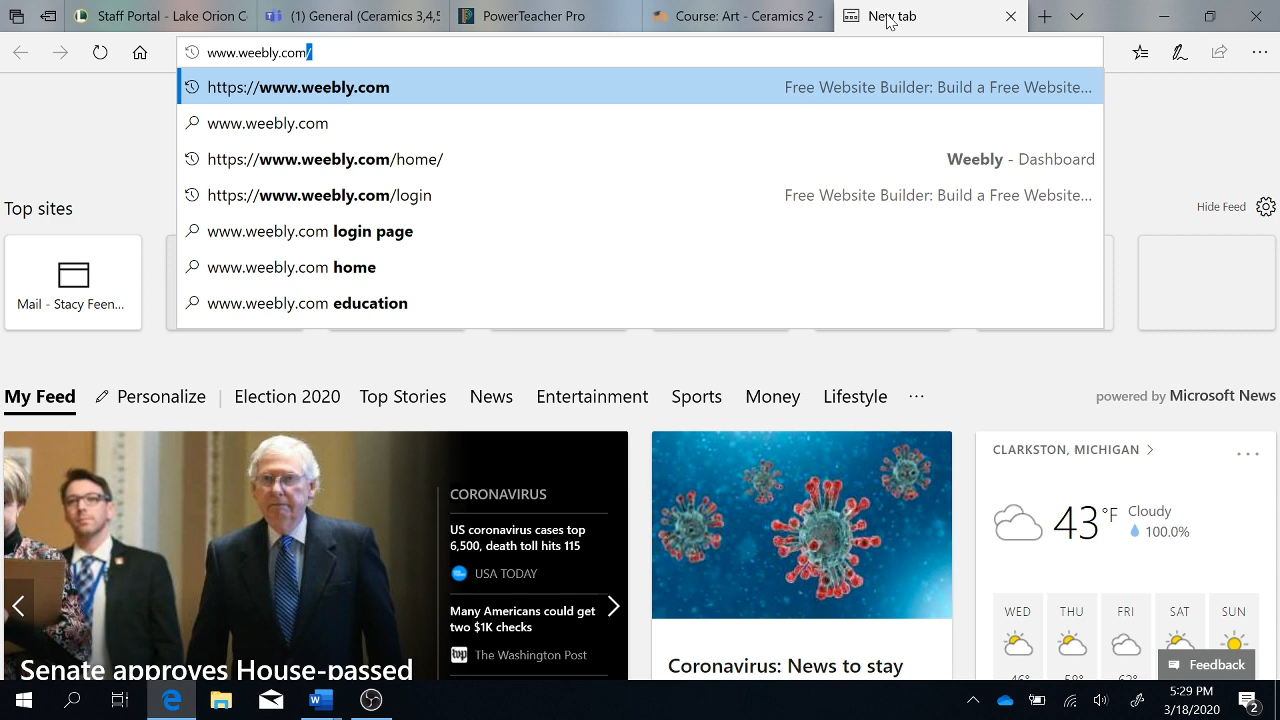 Staff Portal - Lake Orion C
(1) General (Ceramics 3,4,5
PowerTeacher Pro
Course: Art - Ceramics 2 -
New tab
www.weebly.com/
https://www.weebly.com Free Website Builder: Build a Free Website...
www.weebly.com
https://www.weebly.com/home/ Weebly - Dashboard
https://www.weebly.com/login Free Website Builder: Build a Free Website...
www.weebly.com login page
www.weebly.com home
www.weebly.com education
Top sites
Hide Feed
Mail - Stacy Feen...
My Feed Personalize Election 2020 Top Stories News Entertainment Sports Money Lifestyle ...
powered by Microsoft News
CORONAVIRUS
US coronavirus cases top
6,500, death toll hits 115
USA TODAY
Many Americans could get
two $1K checks
wp The Washington Post
Senate approves House-passed
Coronavirus: News to stay
CLARKSTON, MICHIGAN
43°F Cloudy
100.0%
WED THU FRI SAT SUN
Feedback
5:29 PM
3/18/2020
2